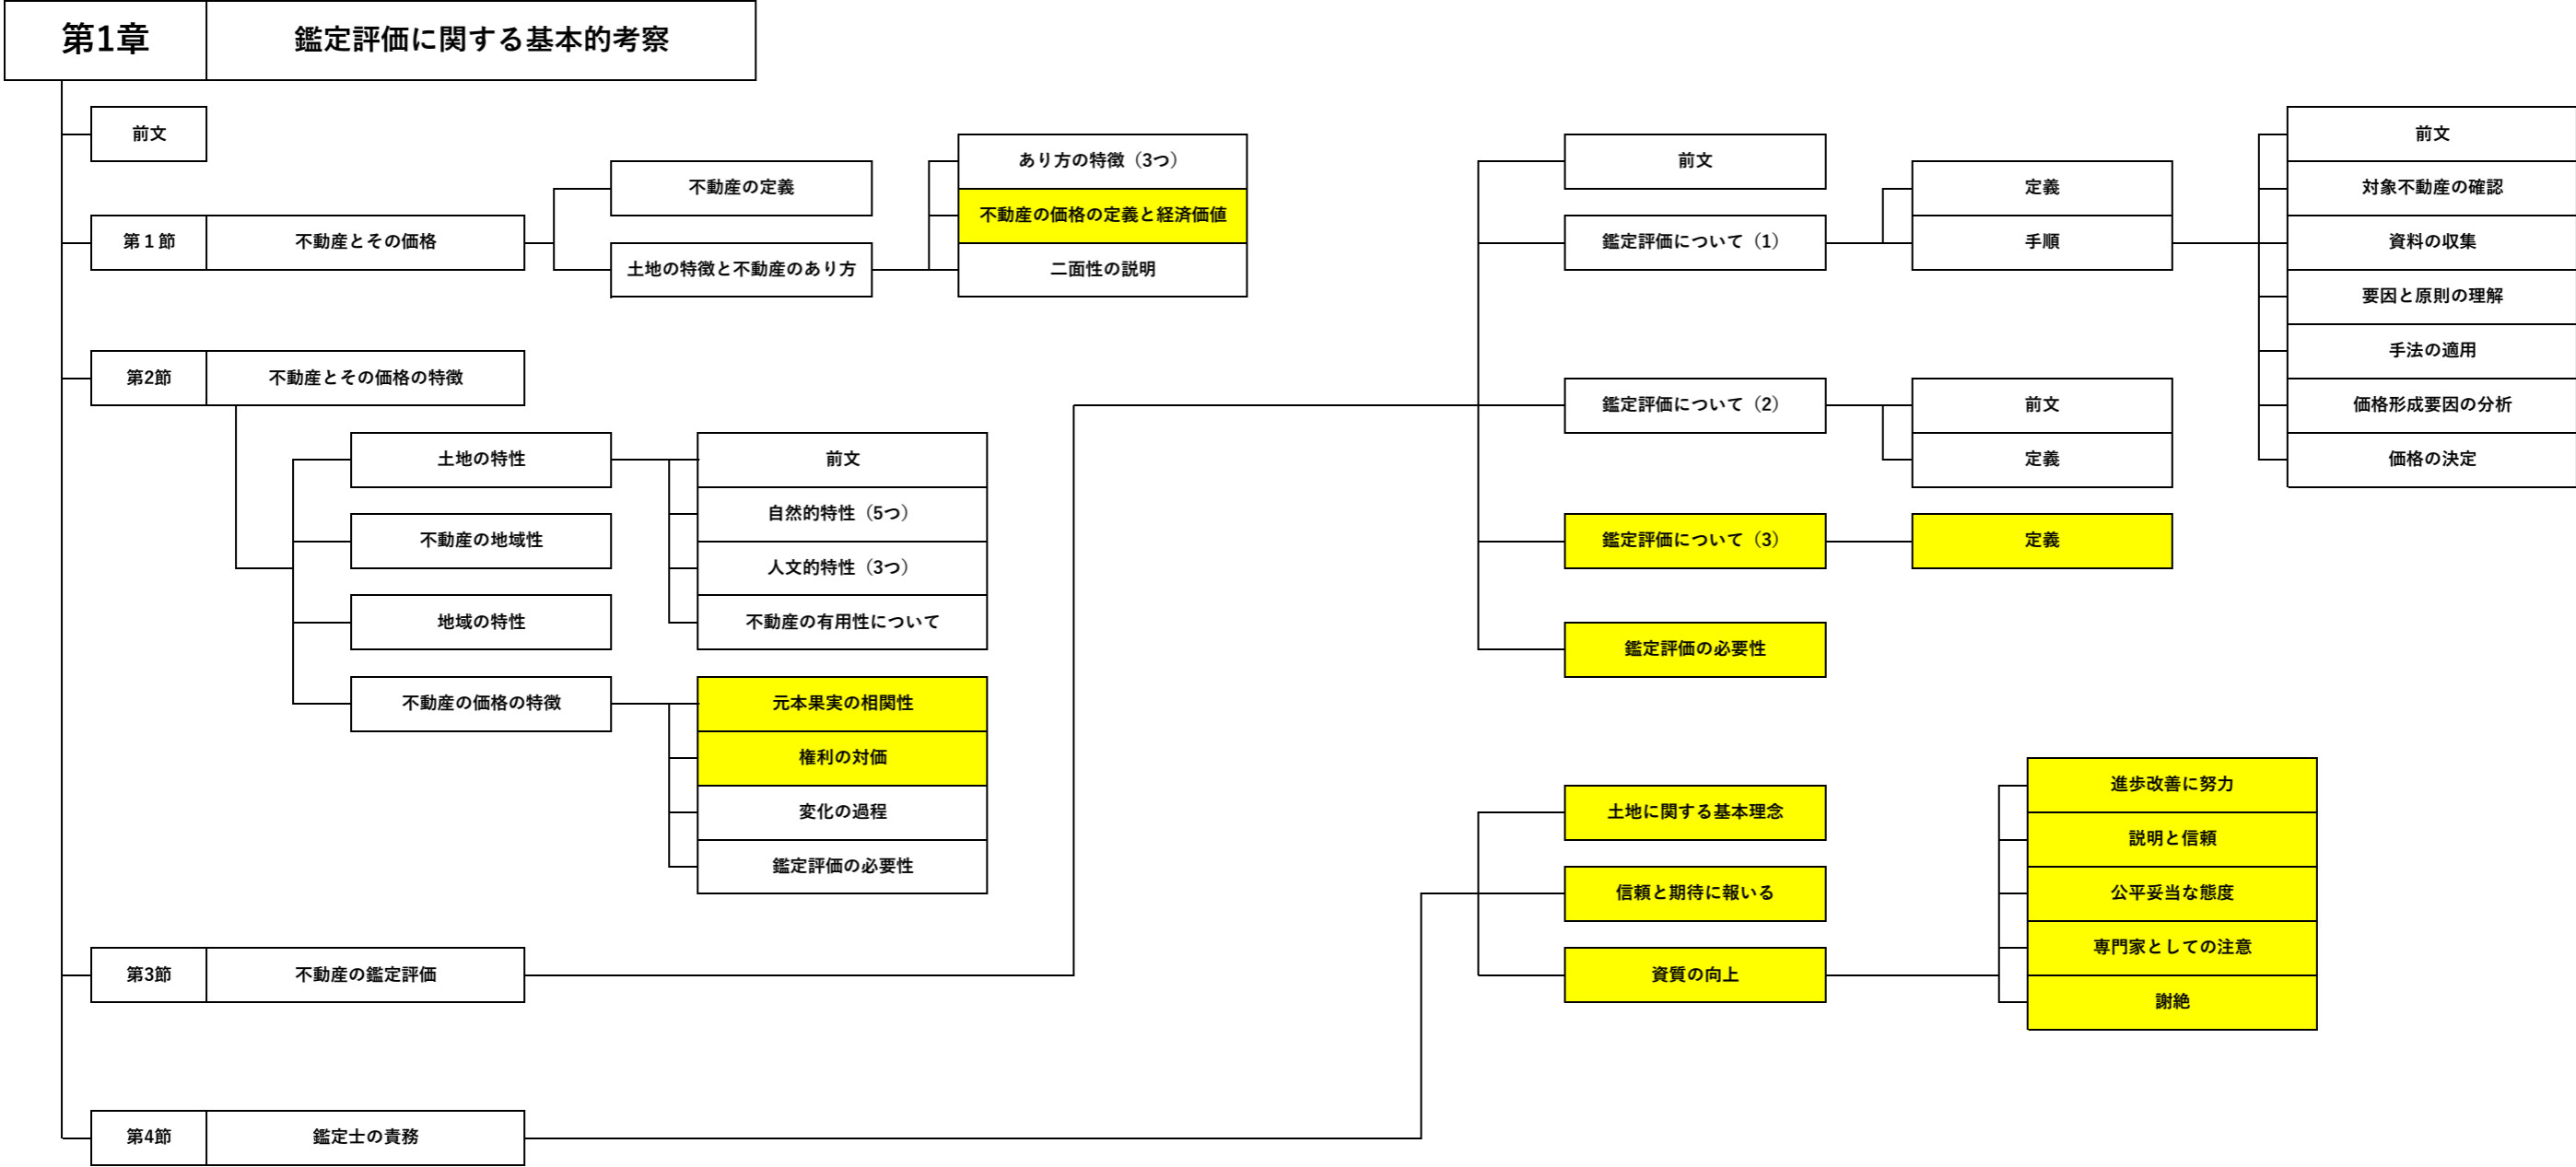 第1章 鑑定評価に関する基本的考察
前文
第１節 不動産とその価格
不動産の定義
土地の特徴と不動産のあり方
あり方の特徴（3つ）
不動産の価格の定義と経済価値
二面性の説明
第2節 不動産とその価格の特徴
土地の特性
前文
自然的特性（5つ）
人文的特性（3つ）
不動産の有用性について
不動産の地域性
地域の特性
不動産の価格の特徴
元本果実の相関性
権利の対価
変化の過程
鑑定評価の必要性
第3節 不動産の鑑定評価
前文
鑑定評価について（1）
定義
手順
前文
対象不動産の確認
資料の収集
要因と原則の理解
手法の適用
価格形成要因の分析
価格の決定
鑑定評価について（2）
前文
定義
鑑定評価について（3）
定義
鑑定評価の必要性
第4節 鑑定士の責務
土地に関する基本理念
信頼と期待に報いる
資質の向上
進歩改善に努力
説明と信頼
公平妥当な態度
専門家としての注意
謝絶